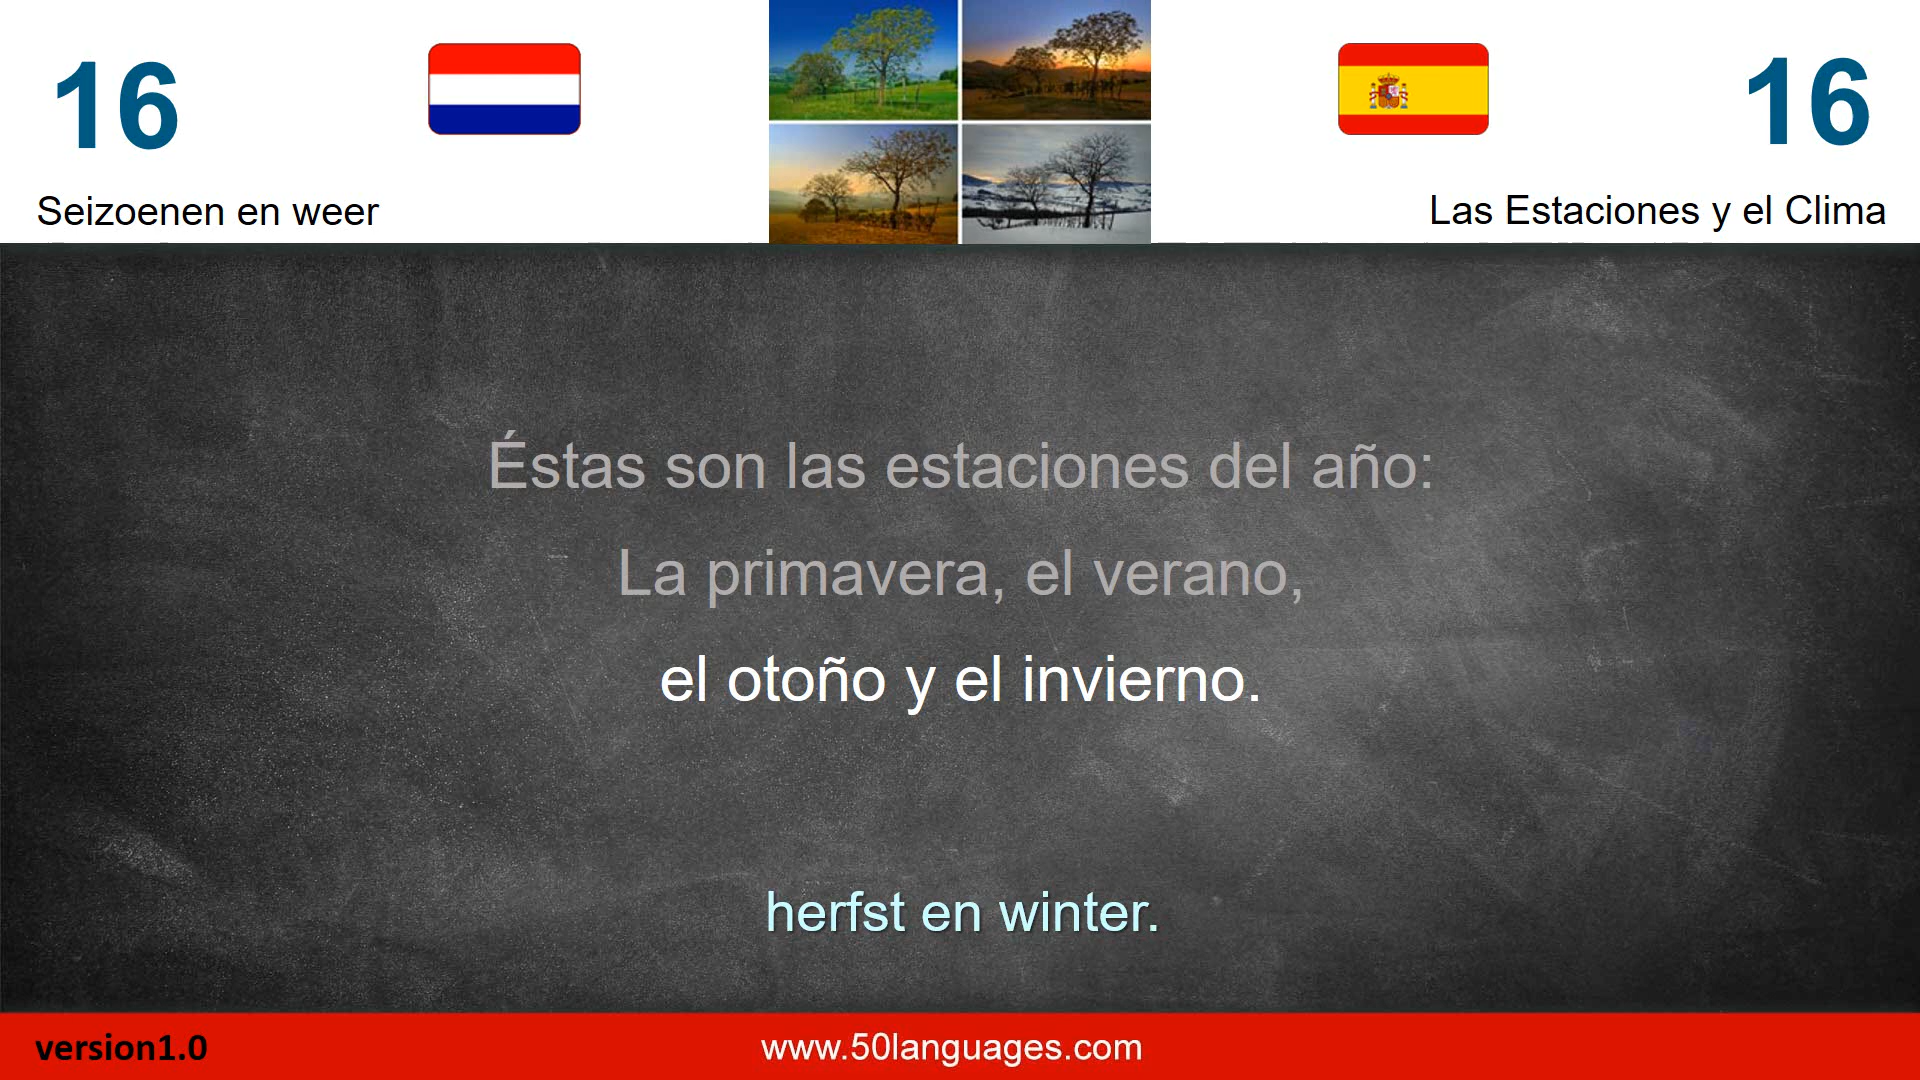 16
16
Seizoenen en weer
Las Estaciones y el Clima
Éstas son las estaciones del año:
La primavera, el verano,
el otoño y el invierno.
herfst en winter.
version1.0
www.50languages.com